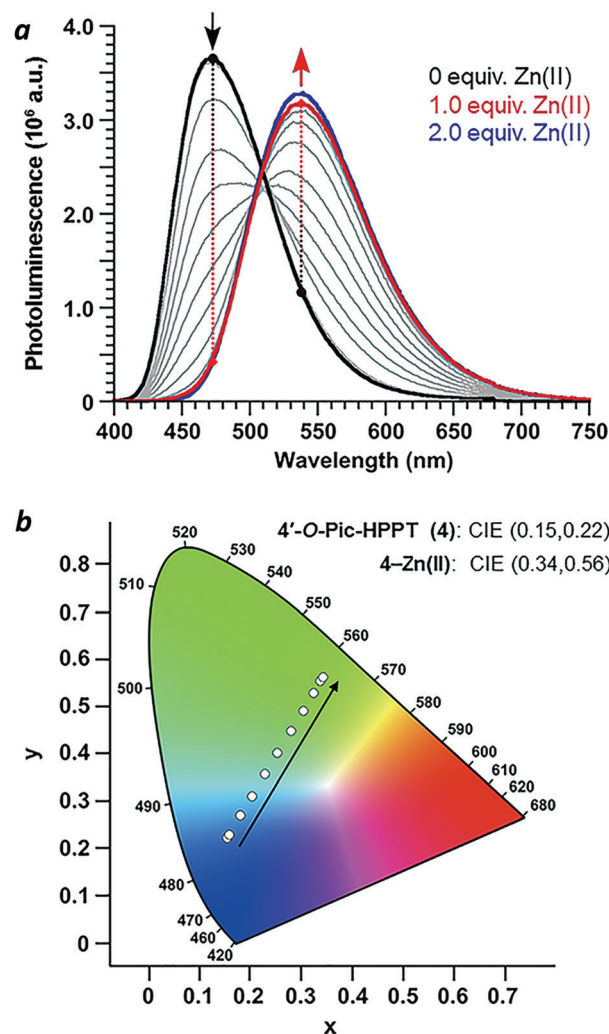 a
4.0
3.0
2.0
1.0
0
Photoluminescence (10⁶ a.u.)
0 equiv. Zn(II)
1.0 equiv. Zn(II)
2.0 equiv. Zn(II)
400 450 500 550 600 650 700 750
Wavelength (nm)
b
4′-O-Pic-HPPT (4): CIE (0.15,0.22)
4–Zn(II): CIE (0.34,0.56)
0.8
0.7
0.6
0.5
0.4
0.3
0.2
0.1
0
y
520
530
540
510
550
560
500
570
580
590
600
610
620
680
490
480
470
460
420
0 0.1 0.2 0.3 0.4 0.5 0.6 0.7
x